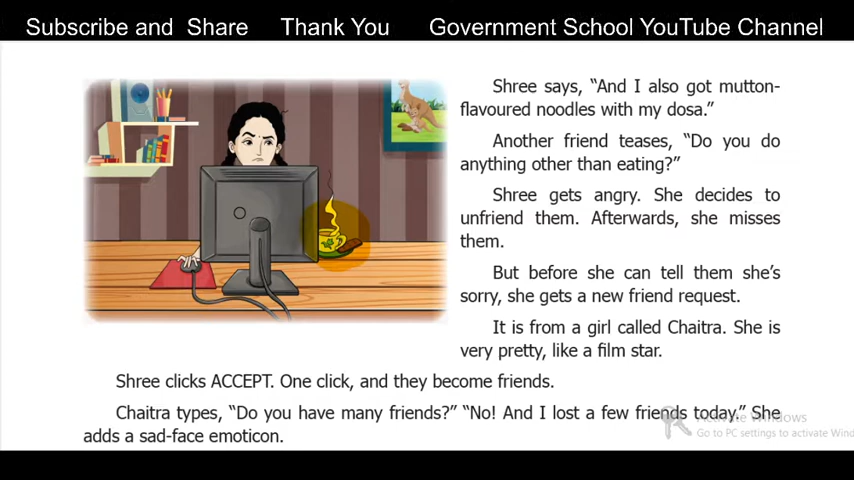 Subscribe and Share Thank You Government School YouTube Channel
Shree says, “And I also got mutton-
flavoured noodles with my dosa.”
Another friend teases, “Do you do
anything other than eating?”
Shree gets angry. She decides to
unfriend them. Afterwards, she misses
them.
But before she can tell them she’s
sorry, she gets a new friend request.
It is from a girl called Chaitra. She is
very pretty, like a film star.
Shree clicks ACCEPT. One click, and they become friends.
Chaitra types, “Do you have many friends?” “No! And I lost a few friends today.” She
adds a sad-face emoticon.
Activate Windows
Go to PC settings to activate Wind